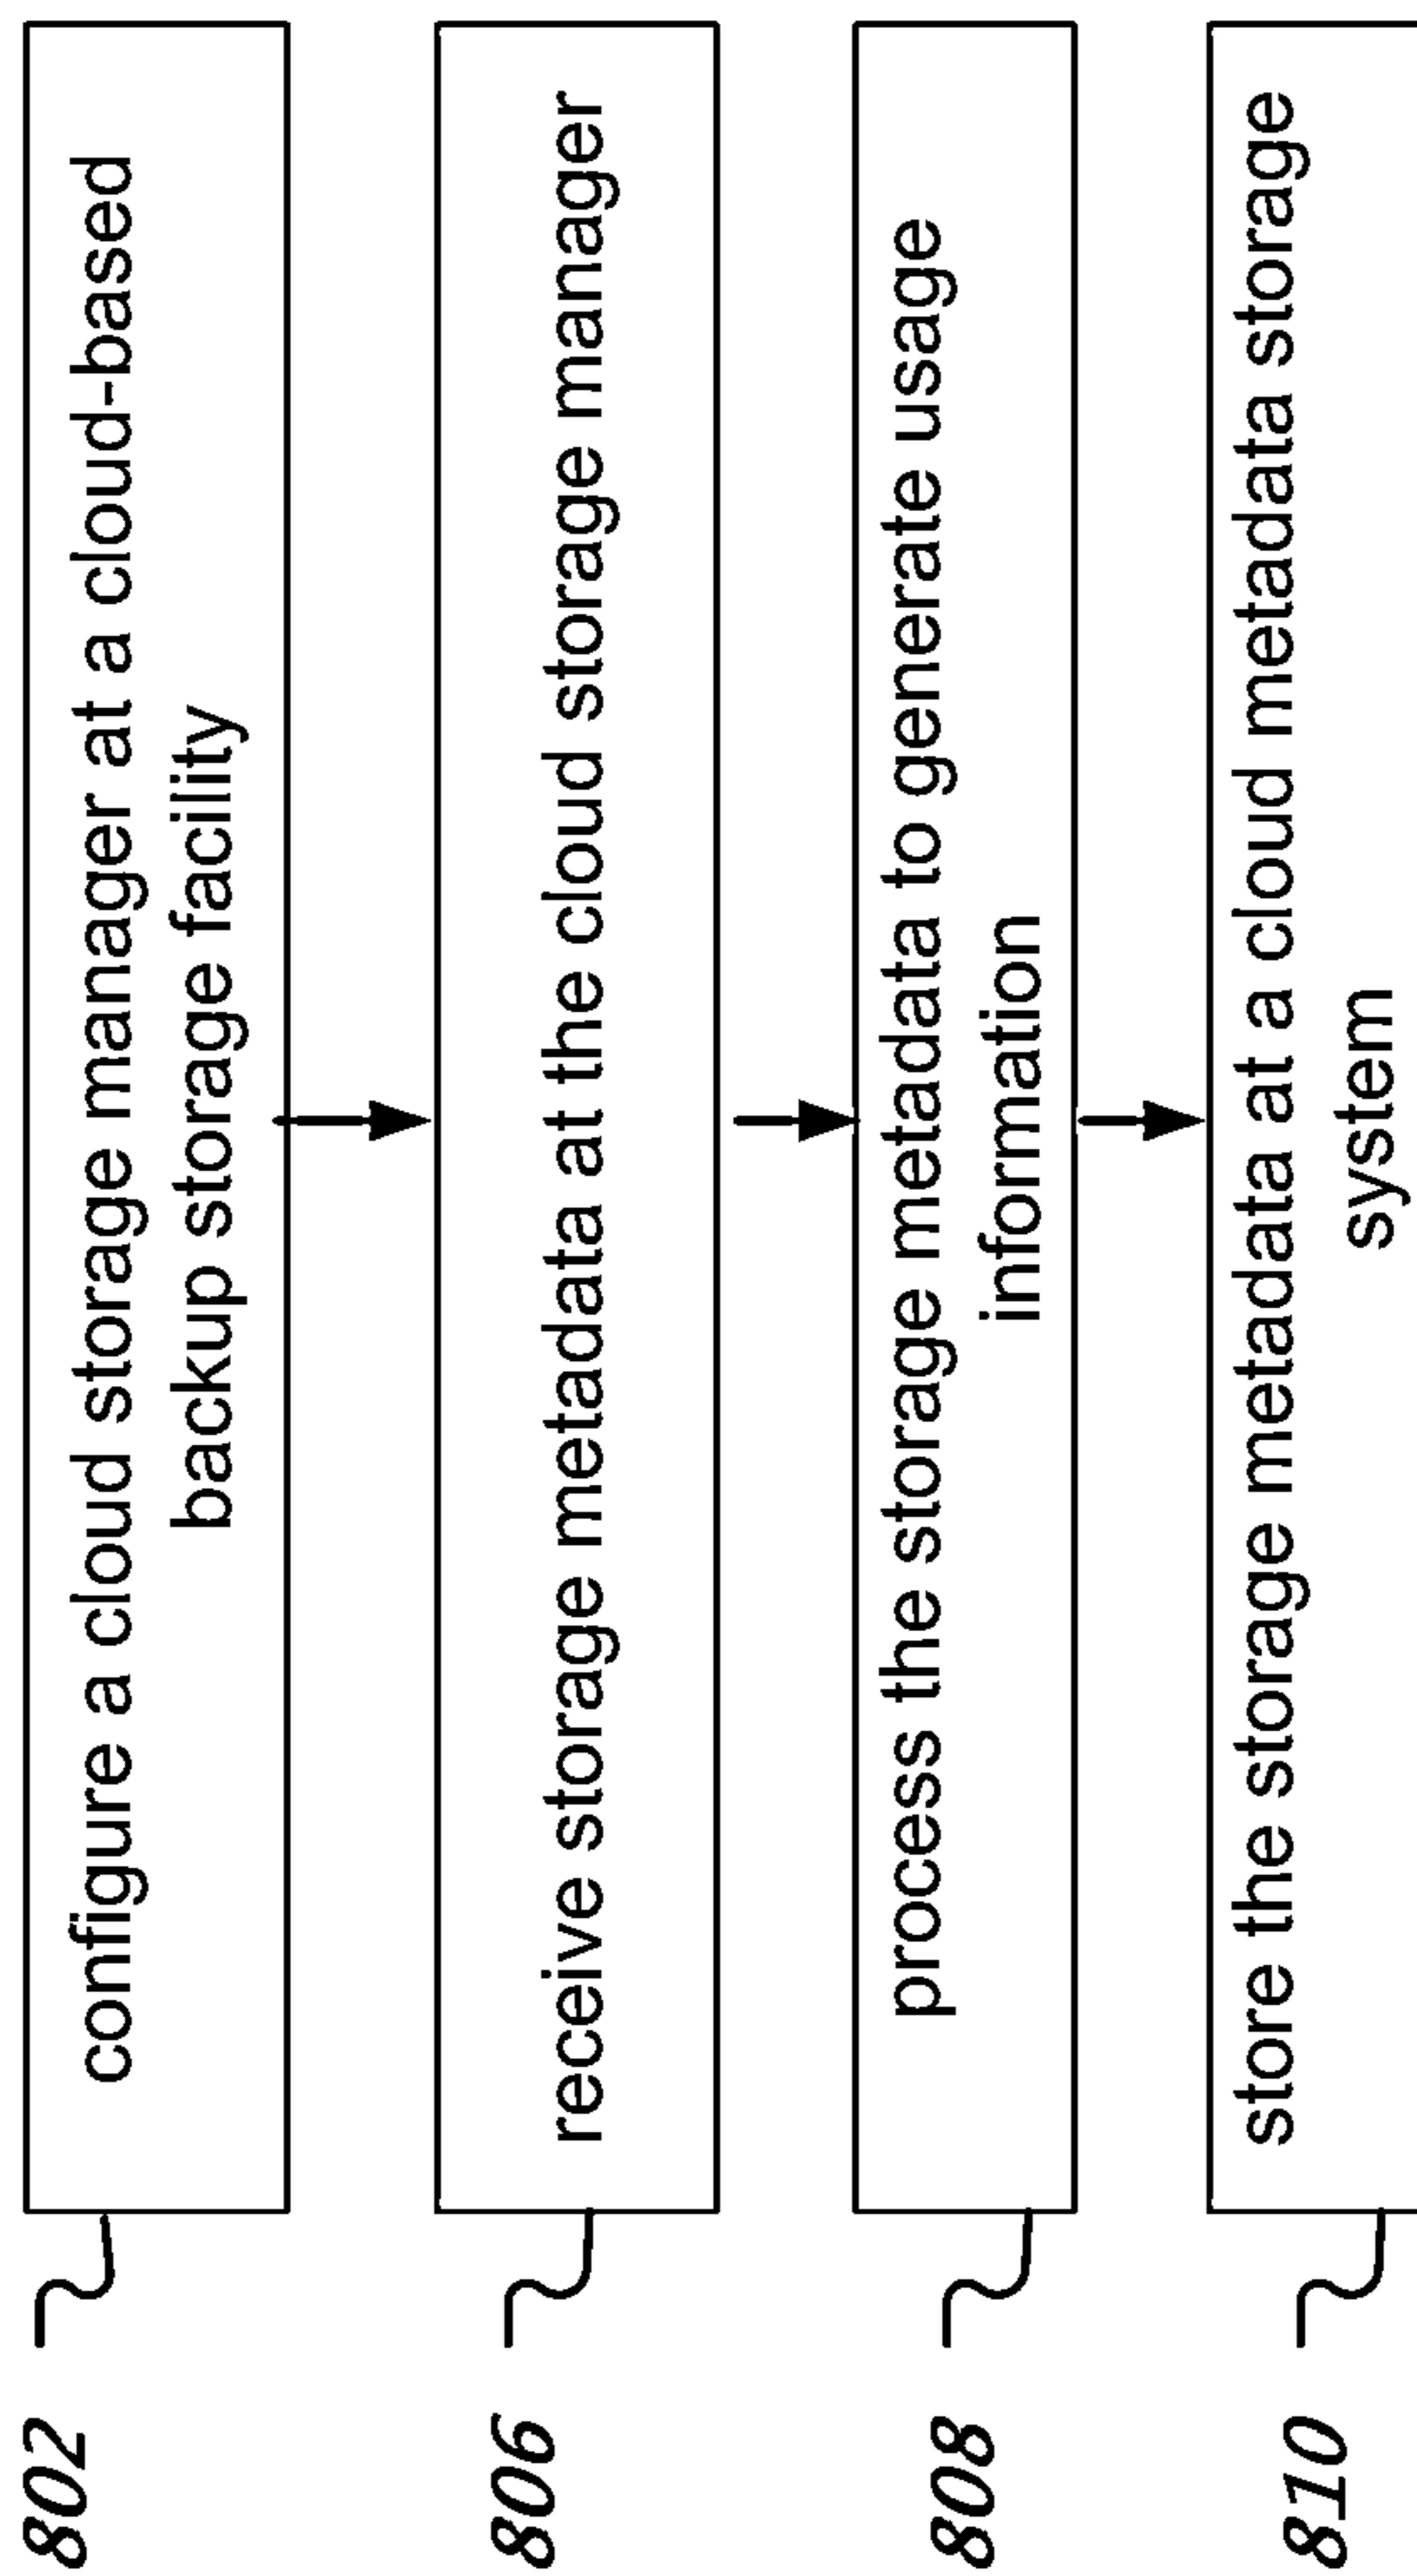 802
configure a cloud storage manager at a cloud-based
backup storage facility
806
receive storage metadata at the cloud storage manager
808
process the storage metadata to generate usage
information
810
store the storage metadata at a cloud metadata storage
system